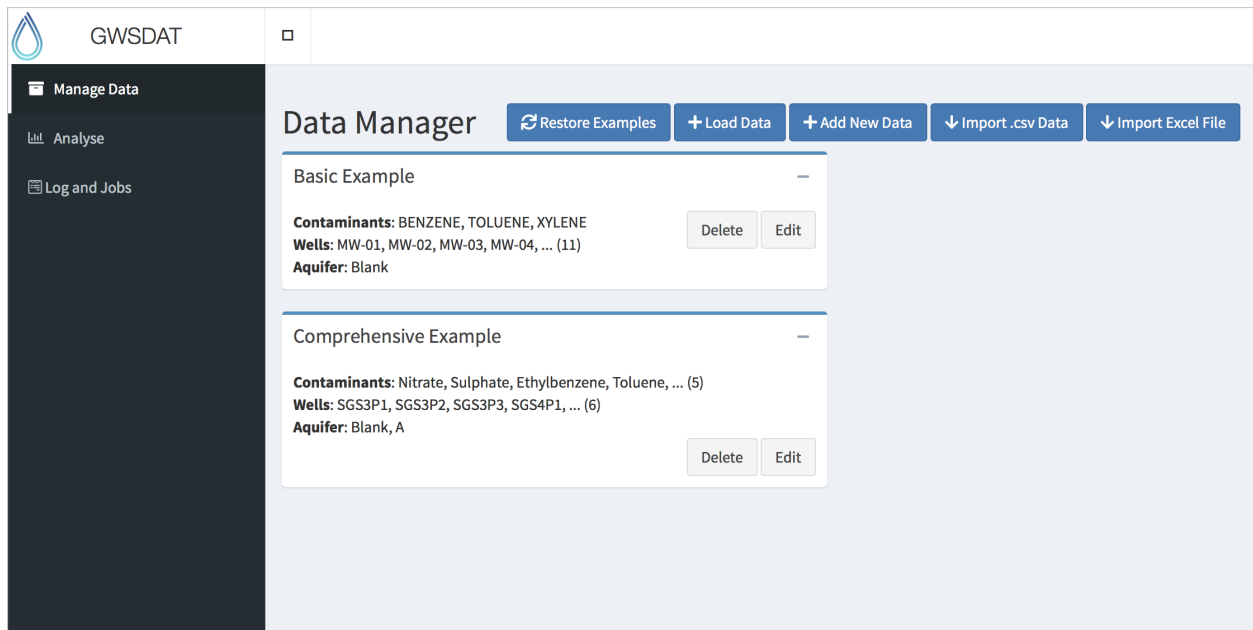 GWSDAT
Manage Data
Analyse
Log and Jobs
Data Manager
Restore Examples
Load Data
Add New Data
Import .csv Data
Import Excel File
Basic Example
Contaminants: BENZENE, TOLUENE, XYLENE
Wells: MW-01, MW-02, MW-03, MW-04, ... (11)
Aquifer: Blank
Delete
Edit
Comprehensive Example
Contaminants: Nitrate, Sulphate, Ethylbenzene, Toluene, ... (5)
Wells: SGS3P1, SGS3P2, SGS3P3, SGS4P1, ... (6)
Aquifer: Blank, A
Delete
Edit